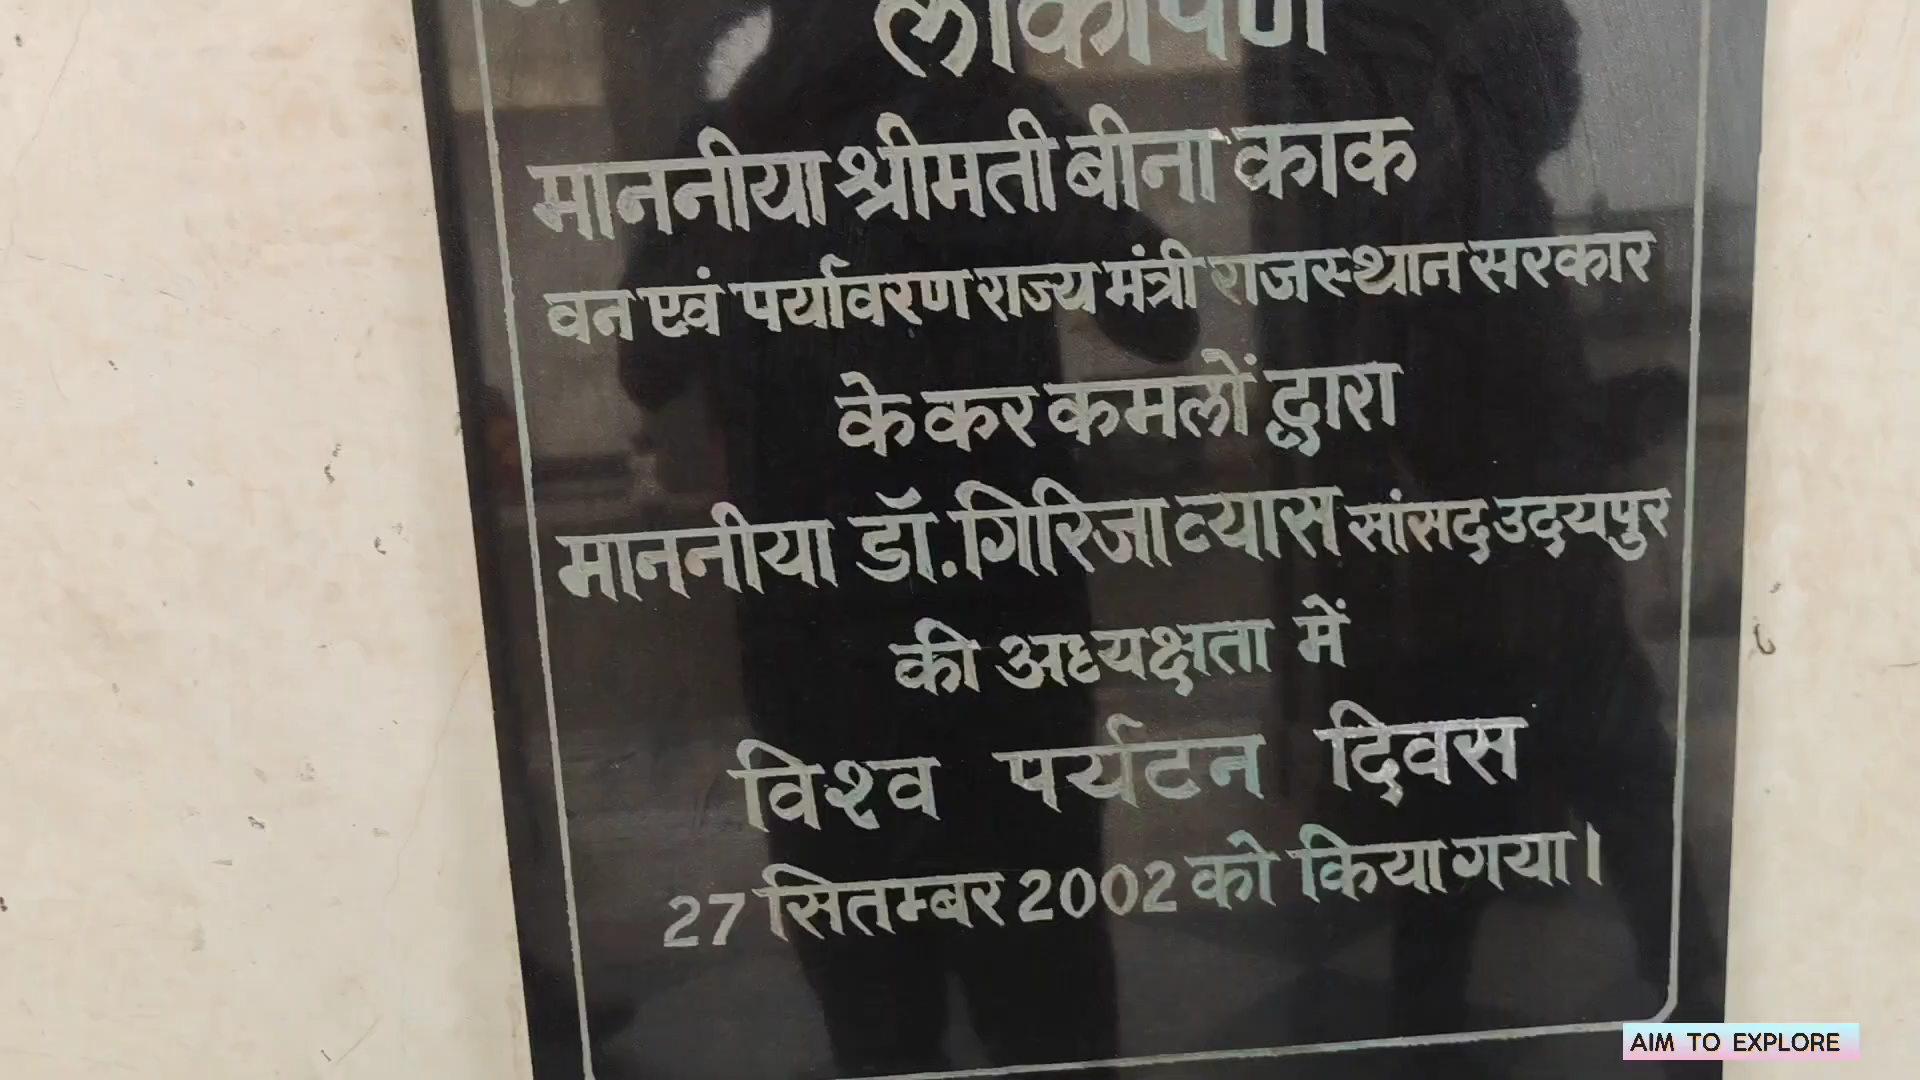 लोकार्पण
माननीया श्रीमती बीना काक
वन एवं पर्यावरण राज्य मंत्री राजस्थान सरकार
के कर कमलों द्वारा
माननीया डॉ. गिरिजा व्यास सांसद उदयपुर
की अध्यक्षता में
विश्व पर्यटन दिवस
27 सितम्बर 2002 को किया गया।
AIM TO EXPLORE